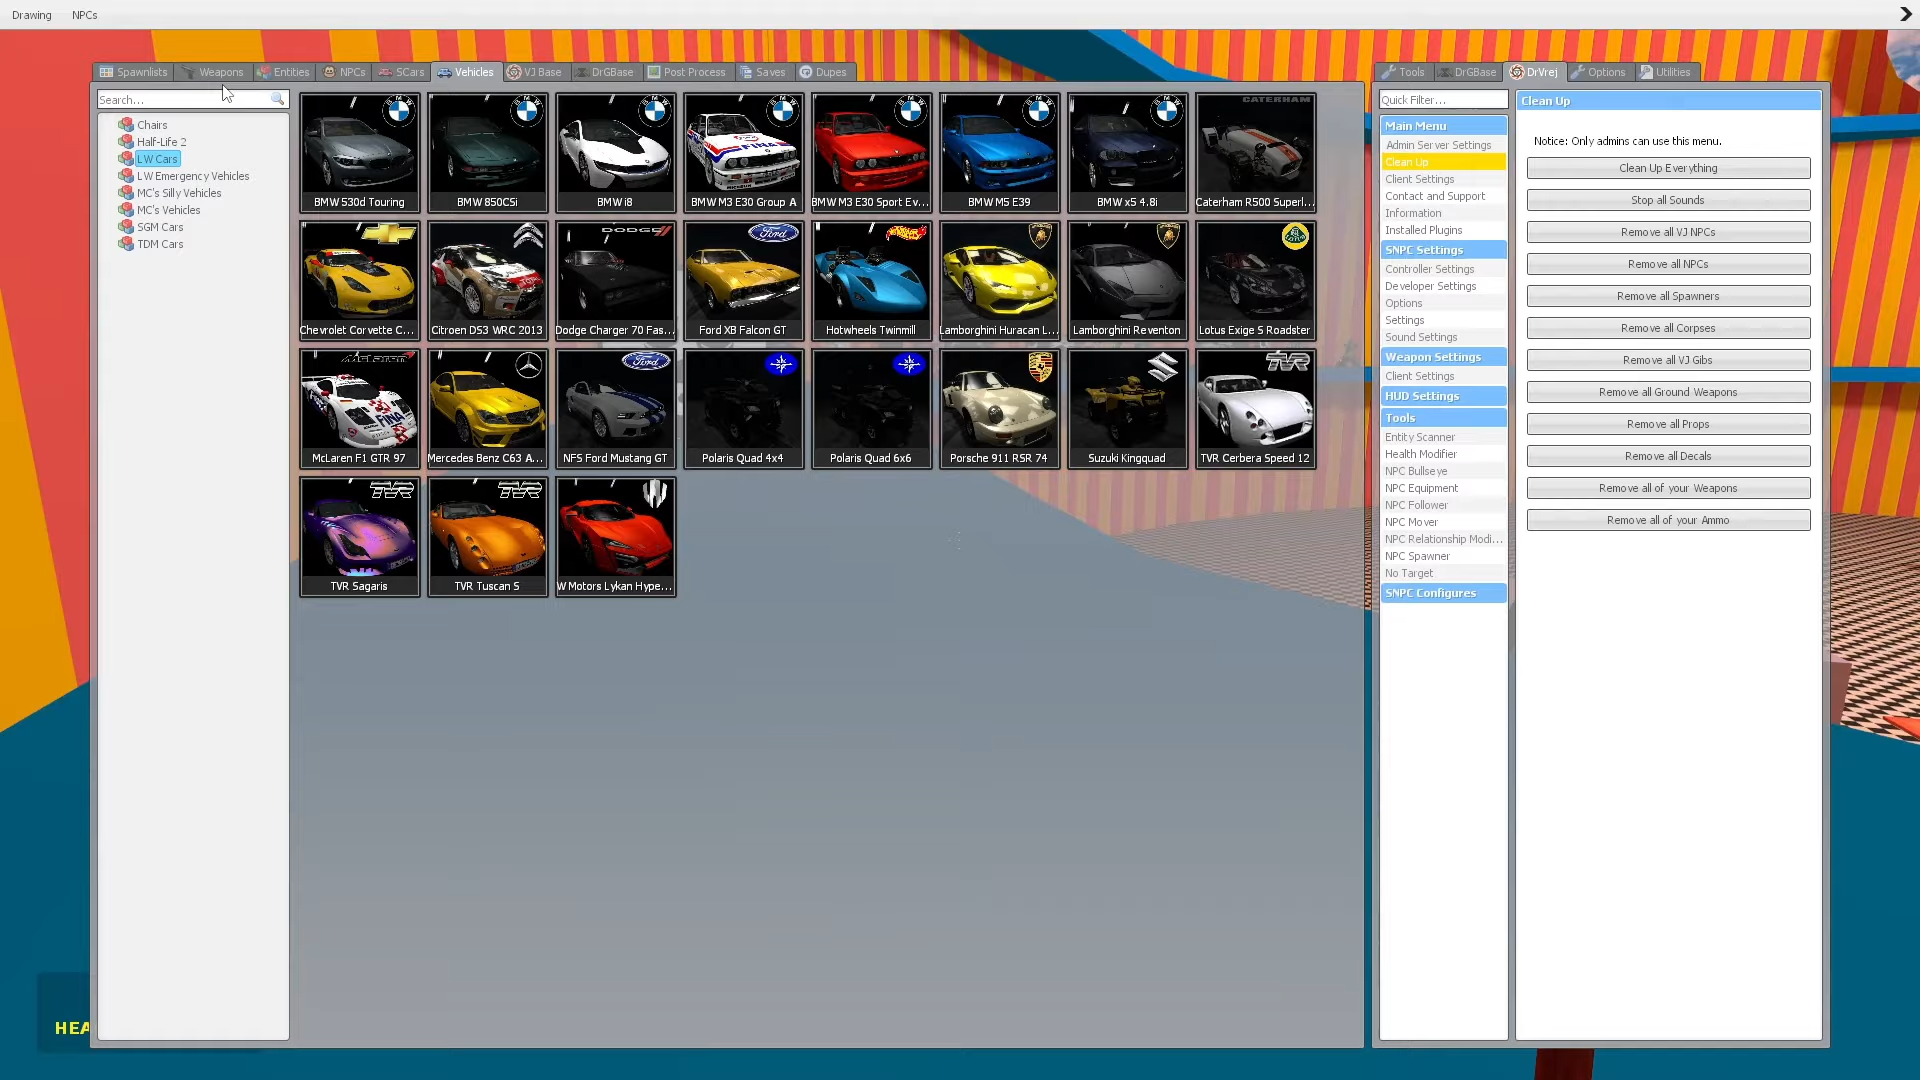 Drawing NPCs
Spawnlists Weapons Entities NPCs SCars Vehicles VJ Base DrGBase Post Process Saves Dupes
Tools DrGBase DrVrej Options Utilities
Search...
Chairs
Half-Life 2
LW Cars
LW Emergency Vehicles
MC's Silly Vehicles
MC's Vehicles
SGM Cars
TDM Cars
CATERHAM
BMW 530d Touring BMW 850CSi BMW i8 BMW M3 E30 Group A BMW M3 E30 Sport Ev... BMW M5 E39 BMW x5 4.8i Caterham R500 Superl...
DODGE Ford Hotwheels
Chevrolet Corvette C... Citroen DS3 WRC 2013 Dodge Charger 70 Fas... Ford XB Falcon GT Hotwheels Twinmill Lamborghini Huracan L... Lamborghini Reventon Lotus Exige S Roadster
McLaren Ford TVR
FINA
McLaren F1 GTR 97 Mercedes Benz C63 A... NFS Ford Mustang GT Polaris Quad 4x4 Polaris Quad 6x6 Porsche 911 RSR 74 Suzuki Kingquad TVR Cerbera Speed 12
TVR TVR
TVR Sagaris TVR Tuscan S W Motors Lykan Hype...
HEA
Quick Filter...
Main Menu
Admin Server Settings
Clean Up
Client Settings
Contact and Support
Information
Installed Plugins
SNPC Settings
Controller Settings
Developer Settings
Options
Settings
Sound Settings
Weapon Settings
Client Settings
HUD Settings
Tools
Entity Scanner
Health Modifier
NPC Bullseye
NPC Equipment
NPC Follower
NPC Mover
NPC Relationship Modi...
NPC Spawner
No Target
SNPC Configures
Clean Up
Notice: Only admins can use this menu.
Clean Up Everything
Stop all Sounds
Remove all VJ NPCs
Remove all NPCs
Remove all Spawners
Remove all Corpses
Remove all VJ Gibs
Remove all Ground Weapons
Remove all Props
Remove all Decals
Remove all of your Weapons
Remove all of your Ammo